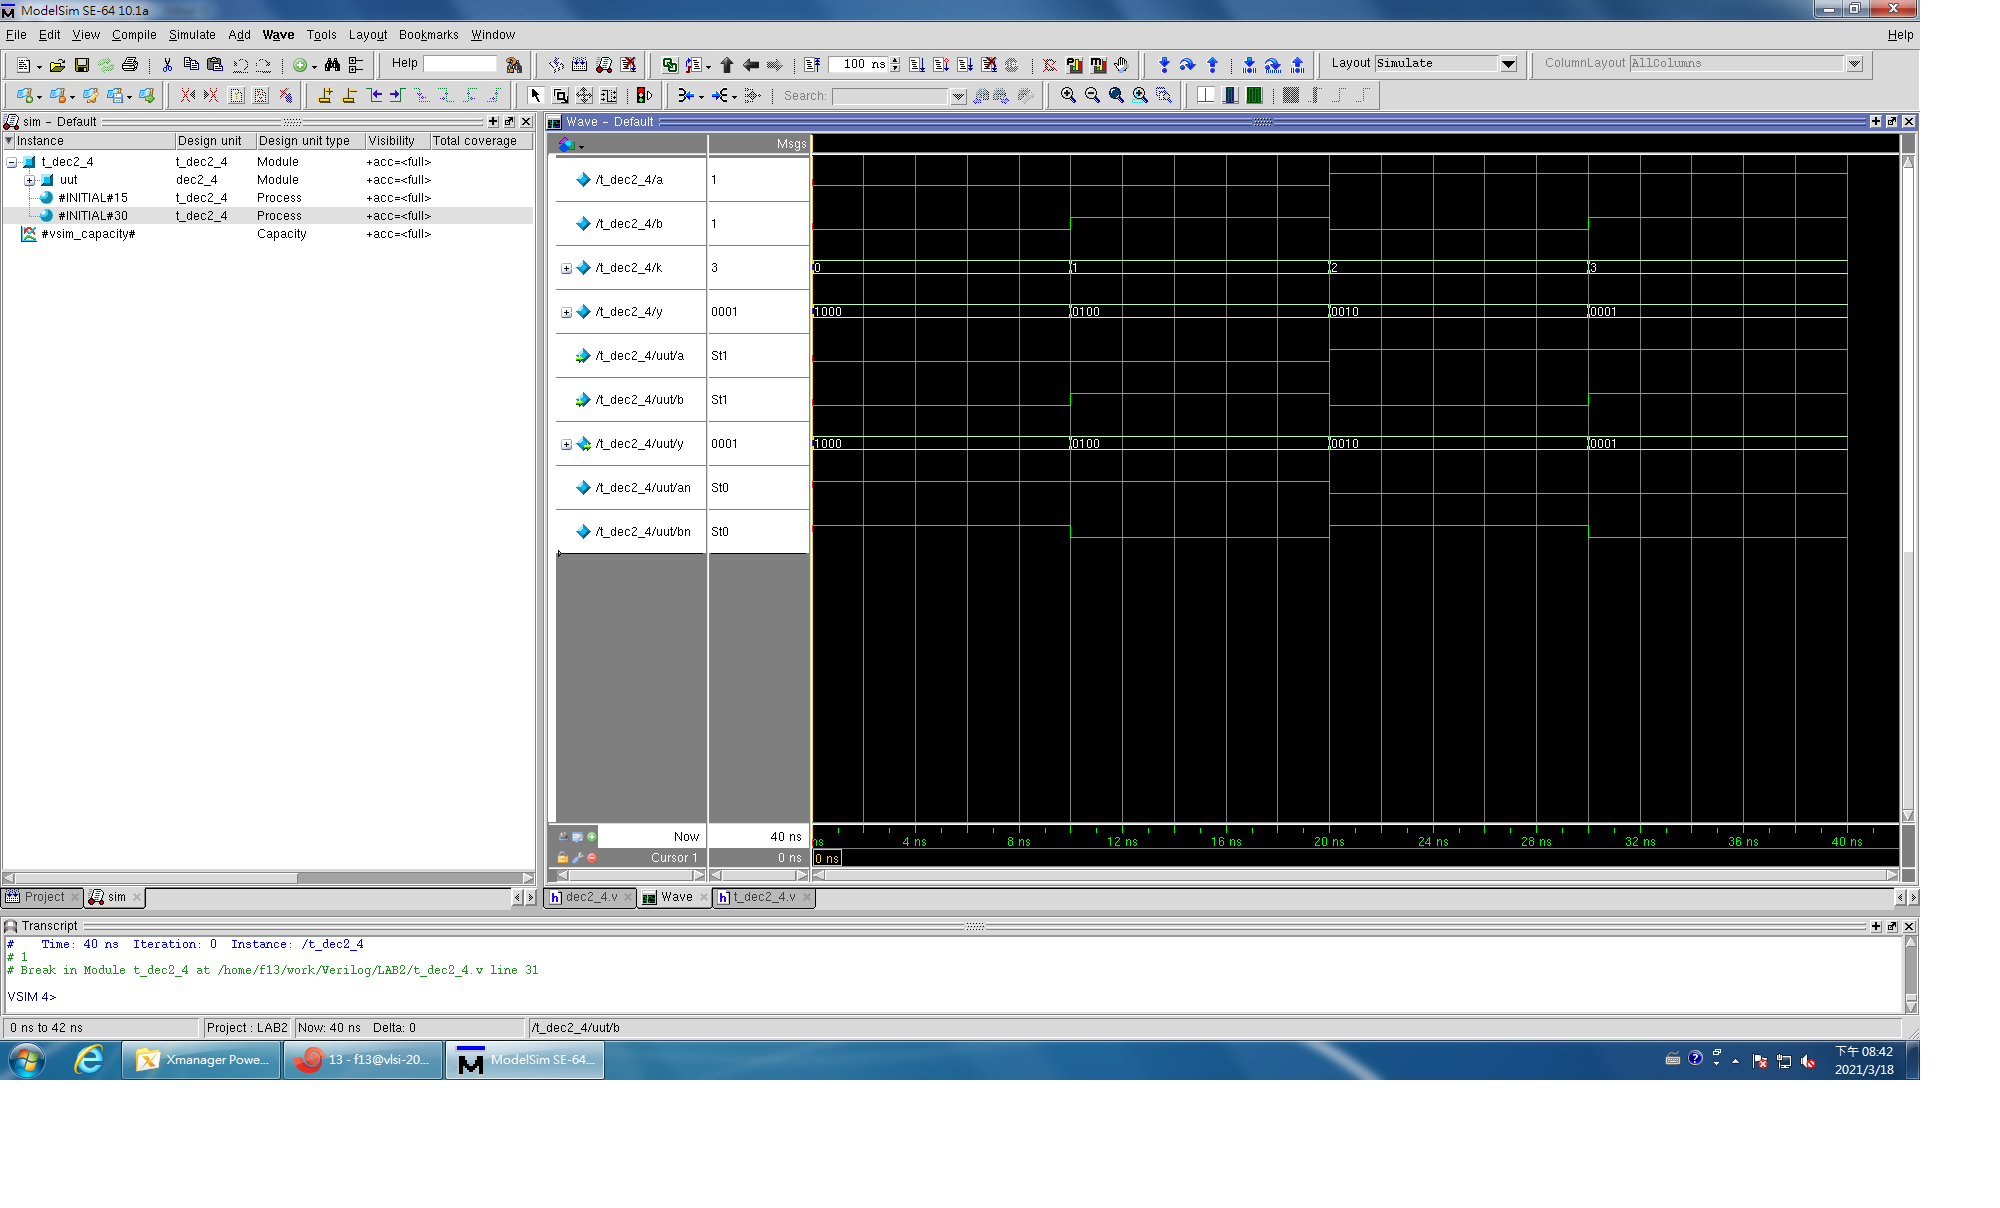 ModelSim SE-64 10.1a
File Edit View Compile Simulate Add Wave Tools Layout Bookmarks Window Help
Help 100 ns Layout Simulate ColumnLayout AllColumns
Search:
sim - Default
Instance Design unit Design unit type Visibility Total coverage
t_dec2_4 t_dec2_4 Module +acc=<full>
uut dec2_4 Module +acc=<full>
#INITIAL#15 t_dec2_4 Process +acc=<full>
#INITIAL#30 t_dec2_4 Process +acc=<full>
#vsim_capacity# Capacity +acc=<full>
Project sim
Wave - Default
Msgs
/t_dec2_4/a 1
/t_dec2_4/b 1
/t_dec2_4/k 3 0 1 2 3
/t_dec2_4/y 0001 1000 0100 0010 0001
/t_dec2_4/uut/a St1
/t_dec2_4/uut/b St1
/t_dec2_4/uut/y 0001 1000 0100 0010 0001
/t_dec2_4/uut/an St0
/t_dec2_4/uut/bn St0
Now 40 ns ns 4 ns 8 ns 12 ns 16 ns 20 ns 24 ns 28 ns 32 ns 36 ns 40 ns
Cursor 1 0 ns 0 ns
dec2_4.v Wave t_dec2_4.v
Transcript
# Time: 40 ns Iteration: 0 Instance: /t_dec2_4
# 1
# Break in Module t_dec2_4 at /home/f13/work/Verilog/LAB2/t_dec2_4.v line 31
VSIM 4>
0 ns to 42 ns Project : LAB2 Now: 40 ns Delta: 0 /t_dec2_4/uut/b
Xmanager Powe... 13 - f13@vlsi-20... ModelSim SE-64...
下午 08:42
2021/3/18